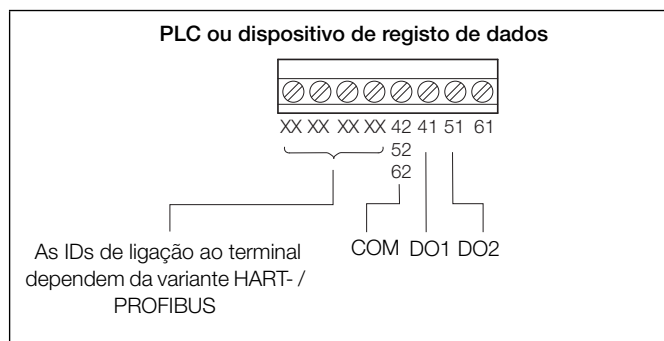 PLC ou dispositivo de registo de dados
XX XX XX XX 42 41 51 61
52
62
As IDs de ligação ao terminal
dependem da variante HART- /
PROFIBUS
COM DO1 DO2